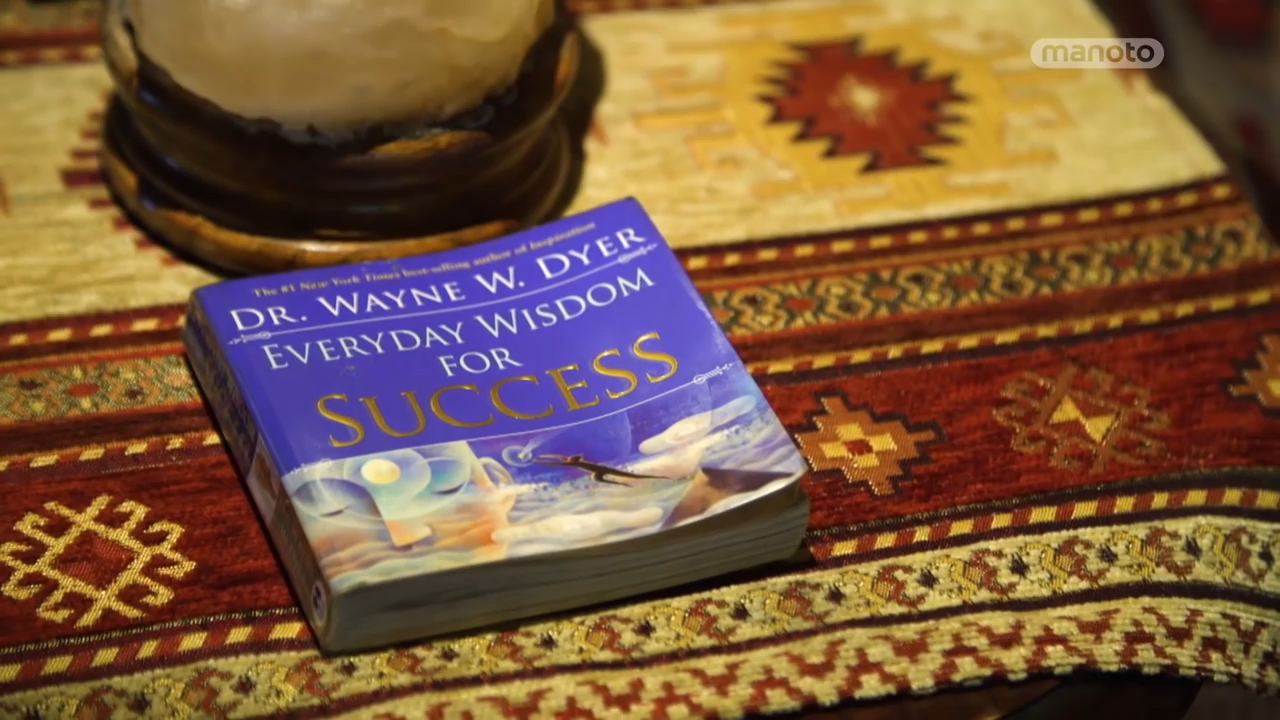 manoto
The #1 New York Times best-selling author of Inspiration
DR. WAYNE W. DYER
EVERYDAY WISDOM
FOR
SUCCESS